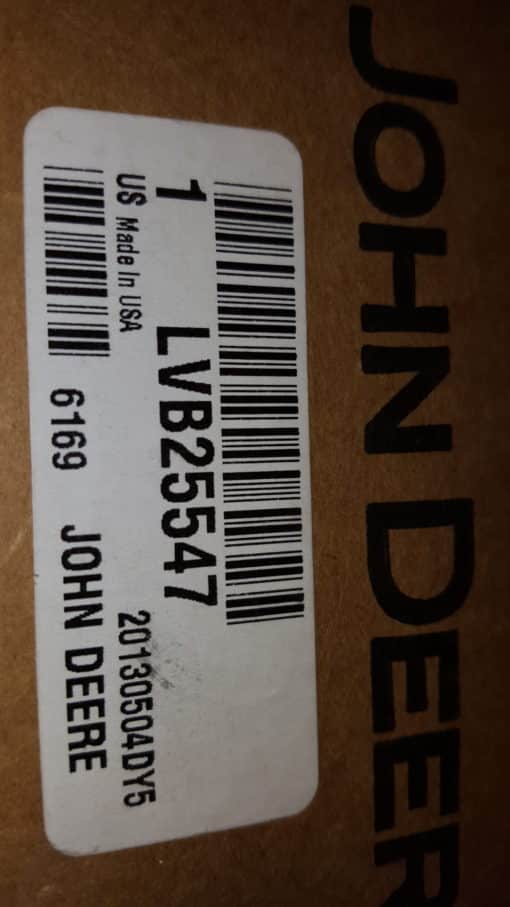 JOHN DEER
1 LVB25547
US Made In USA 20130504DY5
6169 JOHN DEERE